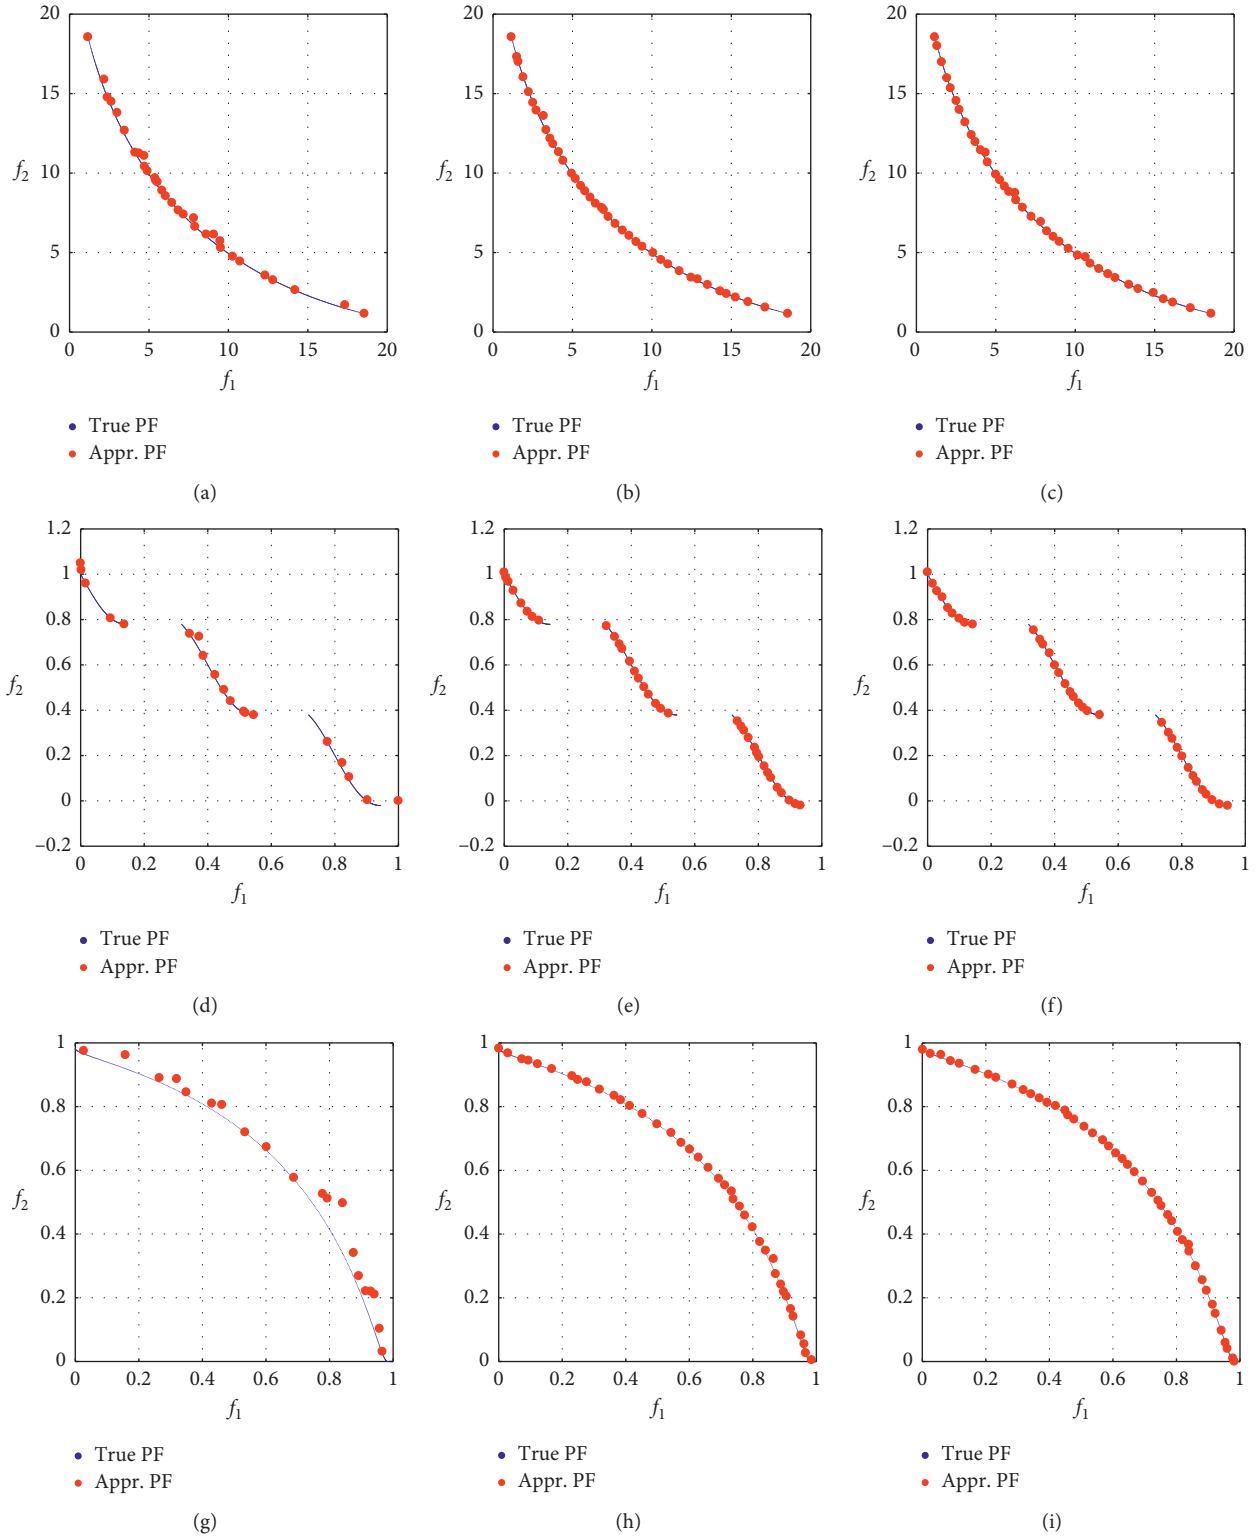 20
15
10
5
0
f2
0 5 10 15 20
f1
True PF
Appr. PF
(a)
20
15
10
5
0
f2
0 5 10 15 20
f1
True PF
Appr. PF
(b)
20
15
10
5
0
f2
0 5 10 15 20
f1
True PF
Appr. PF
(c)
1.2
1
0.8
0.6
0.4
0.2
0
–0.2
f2
0 0.2 0.4 0.6 0.8 1
f1
True PF
Appr. PF
(d)
1.2
1
0.8
0.6
0.4
0.2
0
–0.2
f2
0 0.2 0.4 0.6 0.8 1
f1
True PF
Appr. PF
(e)
1.2
1
0.8
0.6
0.4
0.2
0
–0.2
f2
0 0.2 0.4 0.6 0.8 1
f1
True PF
Appr. PF
(f)
1
0.8
0.6
0.4
0.2
0
f2
0 0.2 0.4 0.6 0.8 1
f1
True PF
Appr. PF
(g)
1
0.8
0.6
0.4
0.2
0
f2
0 0.2 0.4 0.6 0.8 1
f1
True PF
Appr. PF
(h)
1
0.8
0.6
0.4
0.2
0
f2
0 0.2 0.4 0.6 0.8 1
f1
True PF
Appr. PF
(i)